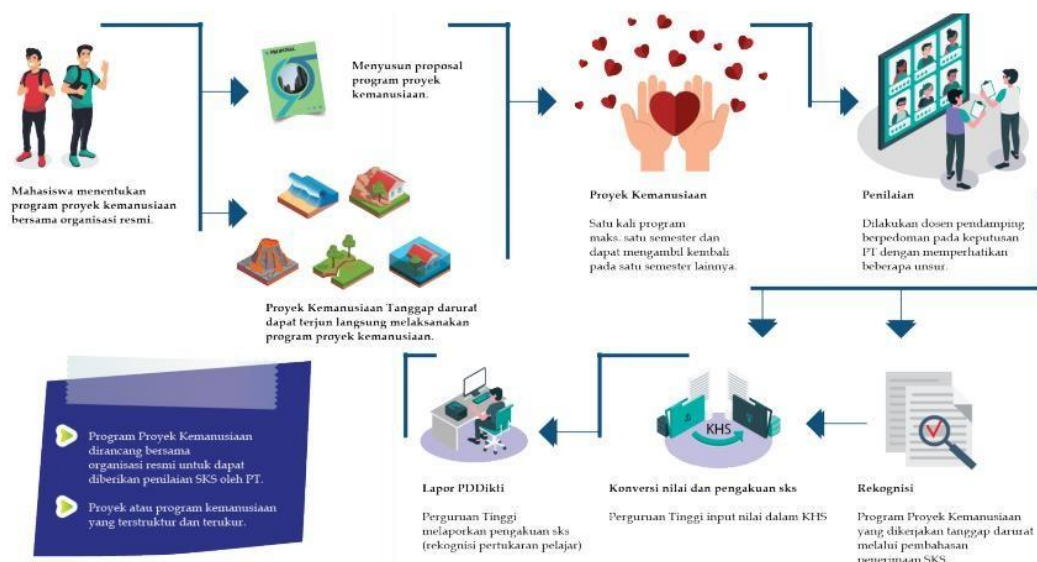 PROPOSAL
Menyusun proposal
program proyek
kemanusiaan.
Mahasiswa menentukan
program proyek kemanusiaan
bersama organisasi resmi.
Proyek Kemanusiaan Tanggap darurat
dapat terjun langsung melaksanakan
program proyek kemanusiaan.
Proyek Kemanusiaan
Satu kali program
maks. satu semester dan
dapat mengambil kembali
pada satu semester lainnya.
Penilaian
Dilakukan dosen pendamping
berpedoman pada keputusan
PT dengan memperhatikan
beberapa unsur.
Program Proyek Kemanusiaan
dirancang bersama
organisasi resmi untuk dapat
diberikan penilaian SKS oleh PT.
Proyek atau program kemanusiaan
yang terstruktur dan terukur.
Lapor PDDikti
Perguruan Tinggi
melaporkan pengakuan sks
(rekognisi pertukaran pelajar)
KHS
Konversi nilai dan pengakuan sks
Perguruan Tinggi input nilai dalam KHS
Rekognisi
Program Proyek Kemanusiaan
yang dikerjakan tanggap darurat
melalui pembahasan
penerimaan SKS.